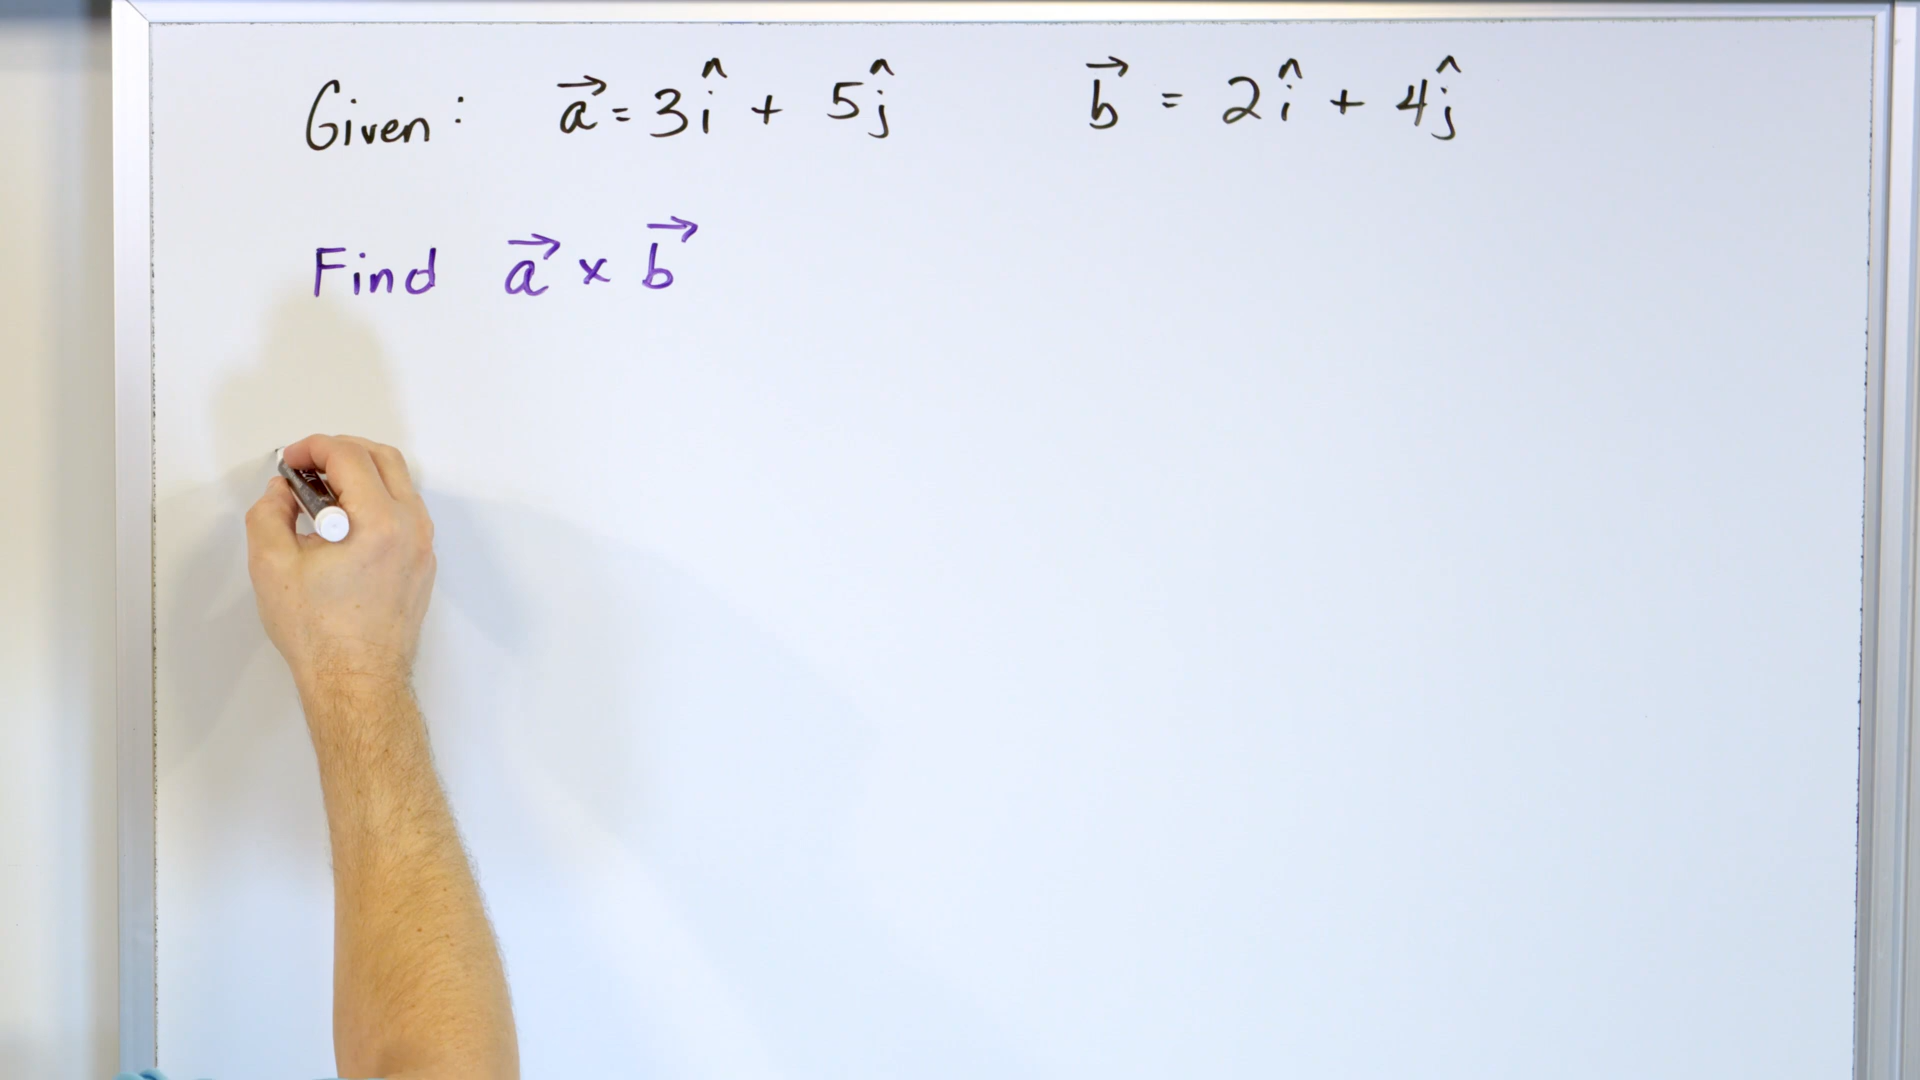 Given: a⃗ = 3î + 5ĵ b⃗ = 2î + 4ĵ
Find a⃗ x b⃗